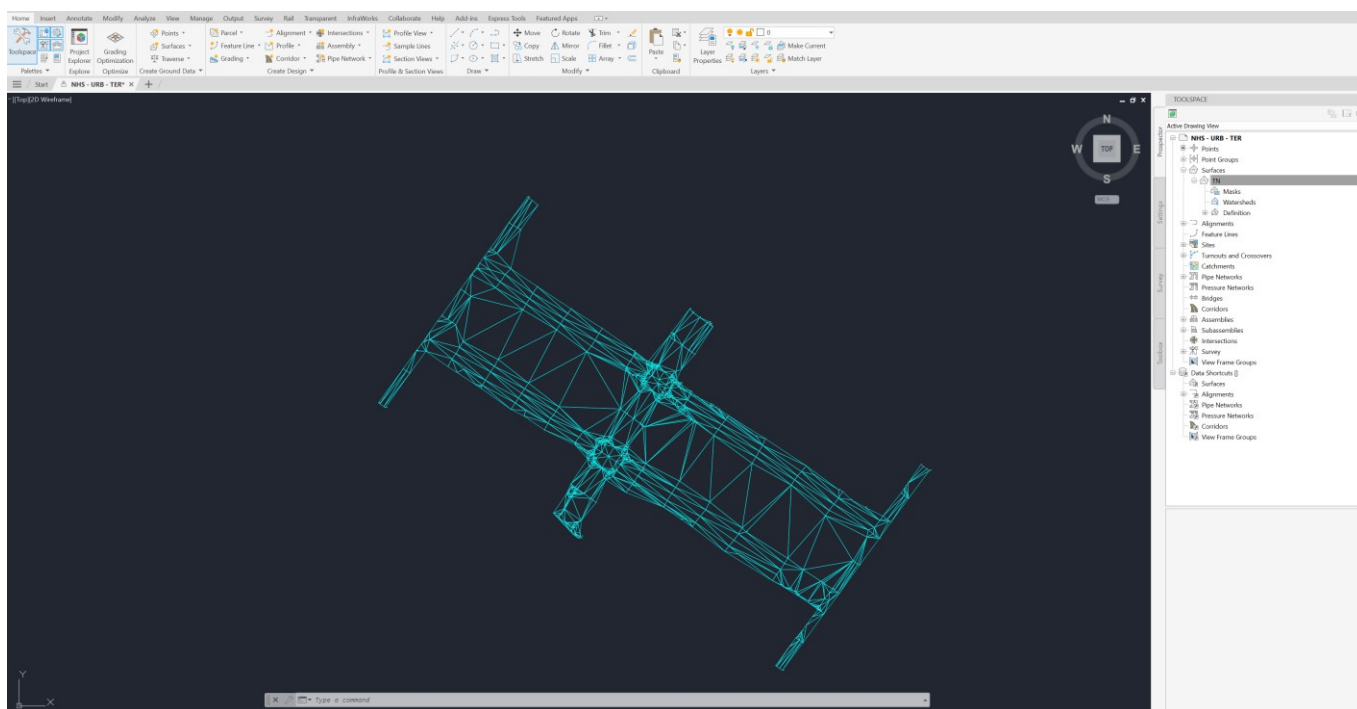 Home Insert Annotate Modify Analyze View Manage Output Survey Rail Transparent InfraWorks Collaborate Help Add-ins Express Tools Featured Apps
Toolspace
Palettes
Project Explorer
Explore
Grading Optimization
Optimize
Points
Surfaces
Traverse
Create Ground Data
Parcel
Feature Line
Grading
Alignment
Profile
Corridor
Intersections
Assembly
Pipe Network
Create Design
Profile View
Sample Lines
Section Views
Profile & Section Views
Draw
Move
Copy
Stretch
Rotate
Mirror
Scale
Trim
Fillet
Array
Modify
Paste
Clipboard
Layer Properties
0
Make Current
Match Layer
Layers
Start
NHS - URB - TER*
[Top][2D Wireframe]
N
W
TOP
E
S
WCS
Y
X
Type a command
TOOLSPACE
Active Drawing View
Prospector
Settings
Survey
Toolbox
NHS - URB - TER
Points
Point Groups
Surfaces
TN
Masks
Watersheds
Definition
Alignments
Feature Lines
Sites
Turnouts and Crossovers
Catchments
Pipe Networks
Pressure Networks
Bridges
Corridors
Assemblies
Subassemblies
Intersections
Survey
View Frame Groups
Data Shortcuts []
Surfaces
Alignments
Pipe Networks
Pressure Networks
Corridors
View Frame Groups